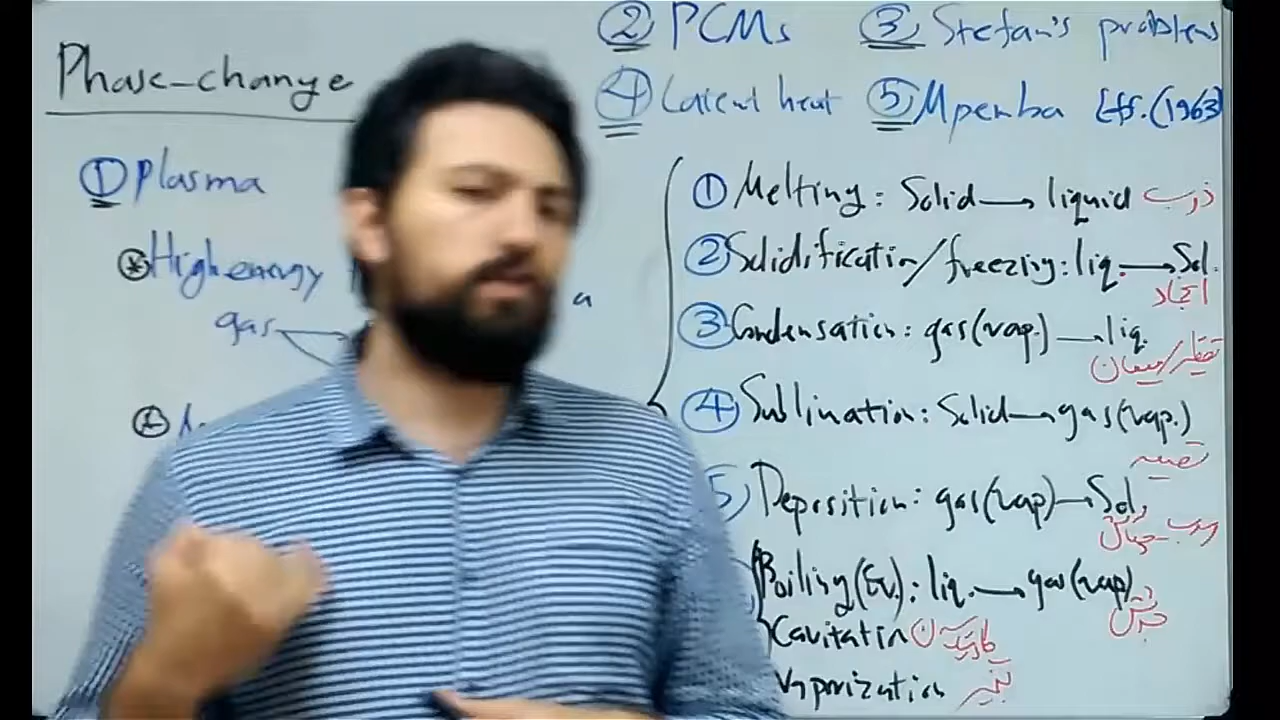 Phase-change
② PCMs ③ Stefan's problems
④ Latent heat ⑤ Mpemba Eff. (1963)
① Plasma
High energy
gas
a
① Melting: Solid → liquid ذوب
② Solidification/freezing: liq. → Sol.
انجماد
③ Condensation: gas(vap.) → liq.
تقطیر/میعان
④ Sublimation: Solid → gas(vap.)
تصعید
5) Deposition: gas(vap) → Sol.
Boiling(Ev.): liq. → gas(vap)
Cavitation
Vaporization تبخیر